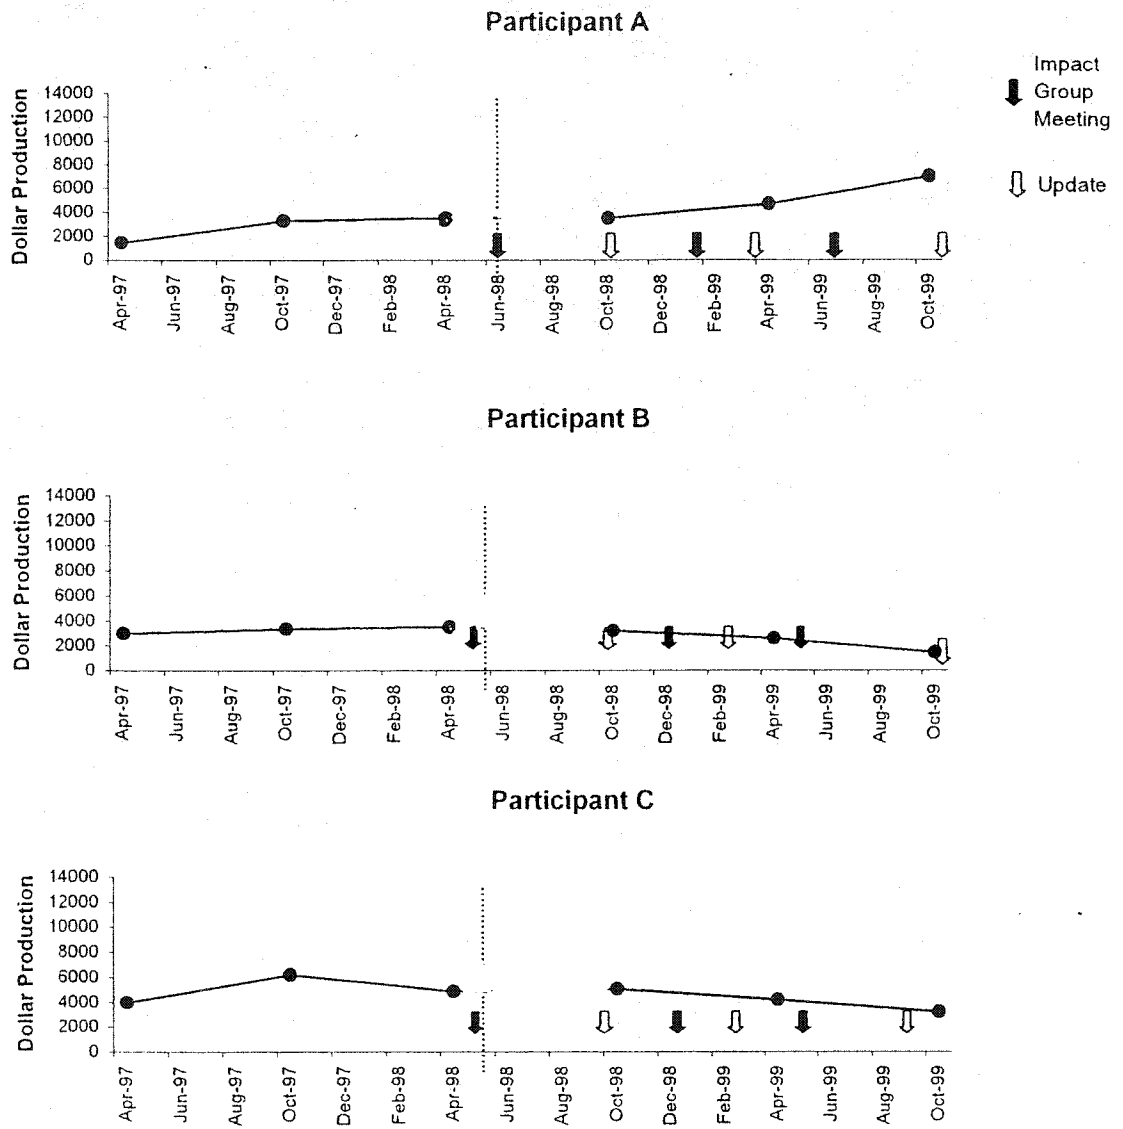 Participant A
Impact
Group
Meeting
Update
Dollar Production
14000
12000
10000
8000
6000
4000
2000
0
Apr-97
Jun-97
Aug-97
Oct-97
Dec-97
Feb-98
Apr-98
Jun-98
Aug-98
Oct-98
Dec-98
Feb-99
Apr-99
Jun-99
Aug-99
Oct-99
Participant B
Dollar Production
14000
12000
10000
8000
6000
4000
2000
0
Apr-97
Jun-97
Aug-97
Oct-97
Dec-97
Feb-98
Apr-98
Jun-98
Aug-98
Oct-98
Dec-98
Feb-99
Apr-99
Jun-99
Aug-99
Oct-99
Participant C
Dollar Production
14000
12000
10000
8000
6000
4000
2000
0
Apr-97
Jun-97
Oct-97
Aug-97
Dec-97
Feb-98
Apr-98
Jun-98
Aug-98
Oct-98
Dec-98
Feb-99
Apr-99
Jun-99
Aug-99
Oct-99